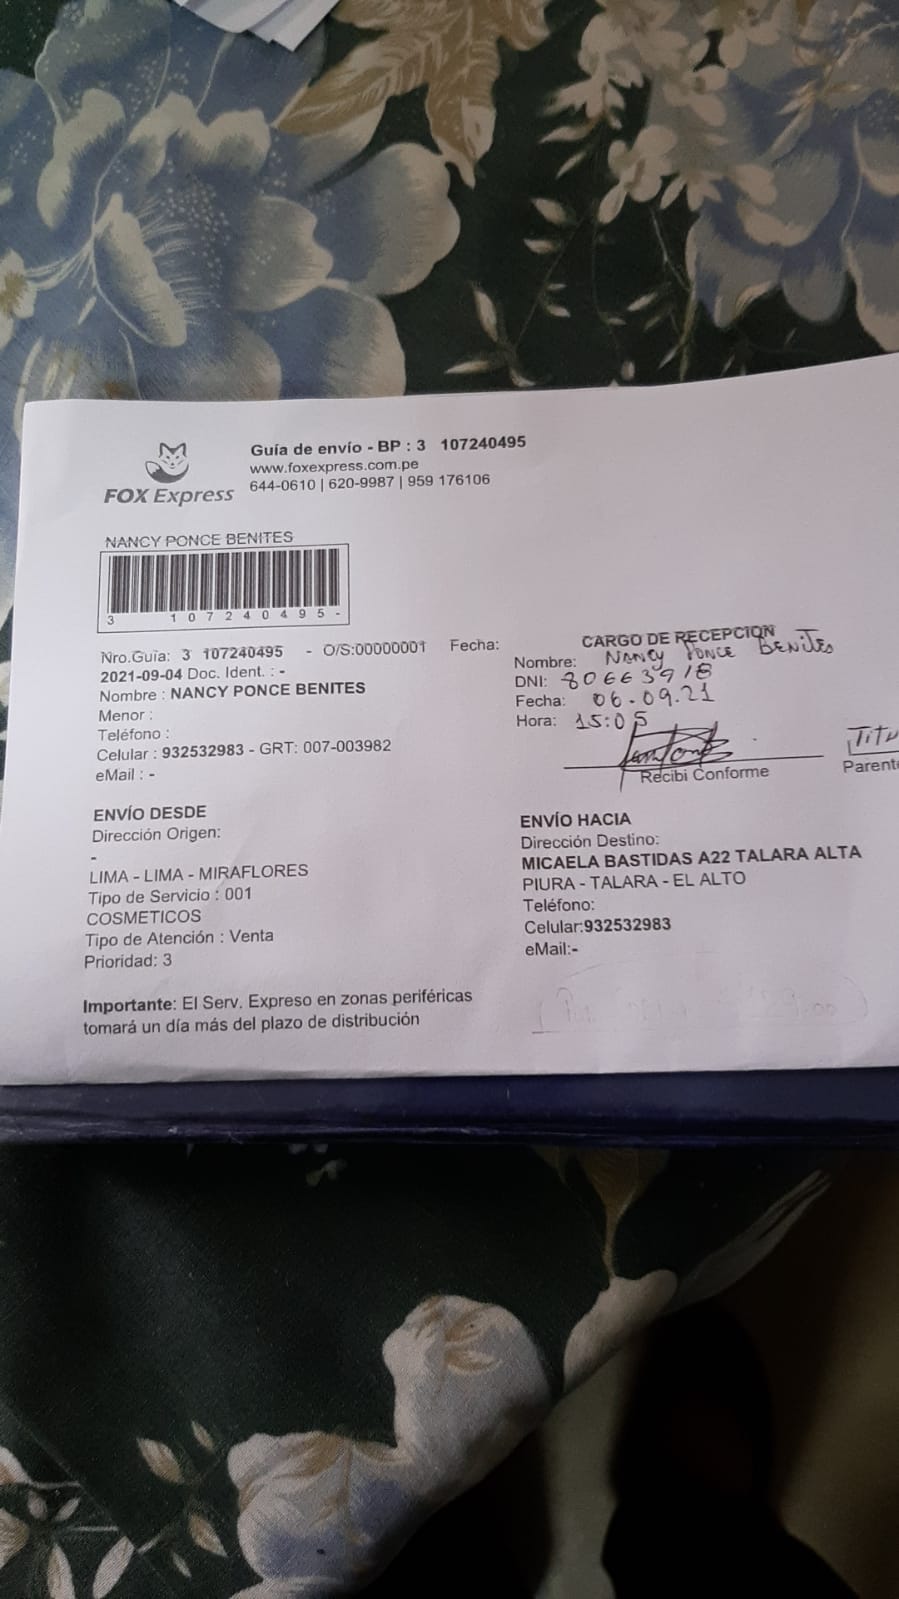 Guía de envío - BP : 3 107240495
www.foxexpress.com.pe
644-0610 | 620-9987 | 959 176106
FOX Express
NANCY PONCE BENITES
3 107240495-
Nro.Guia: 3 107240495 - O/S:00000001 Fecha:
2021-09-04 Doc. Ident. : -
Nombre : NANCY PONCE BENITES
Menor :
Teléfono :
Celular : 932532983 - GRT: 007-003982
eMail : -
CARGO DE RECEPCION
Nombre: NANCY PONCE BENITES
DNI: 80663918
Fecha: 06-09.21
Hora: 15:05
Recibi Conforme
Titu
Parente
ENVÍO DESDE
Dirección Origen:
-
LIMA - LIMA - MIRAFLORES
Tipo de Servicio : 001
COSMETICOS
Tipo de Atención : Venta
Prioridad: 3
ENVÍO HACIA
Dirección Destino:
MICAELA BASTIDAS A22 TALARA ALTA
PIURA - TALARA - EL ALTO
Teléfono:
Celular:932532983
eMail:-
Importante: El Serv. Expreso en zonas periféricas
tomará un día más del plazo de distribución